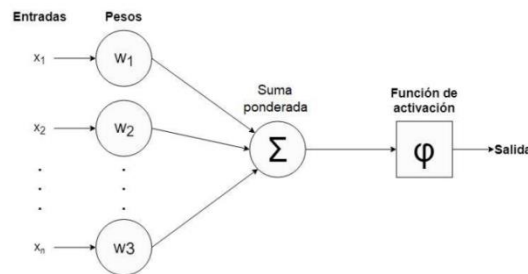 Entradas
Pesos
x1
w1
Suma
ponderada
Función de
activación
x2
w2
Σ
φ
Salida
xn
w3